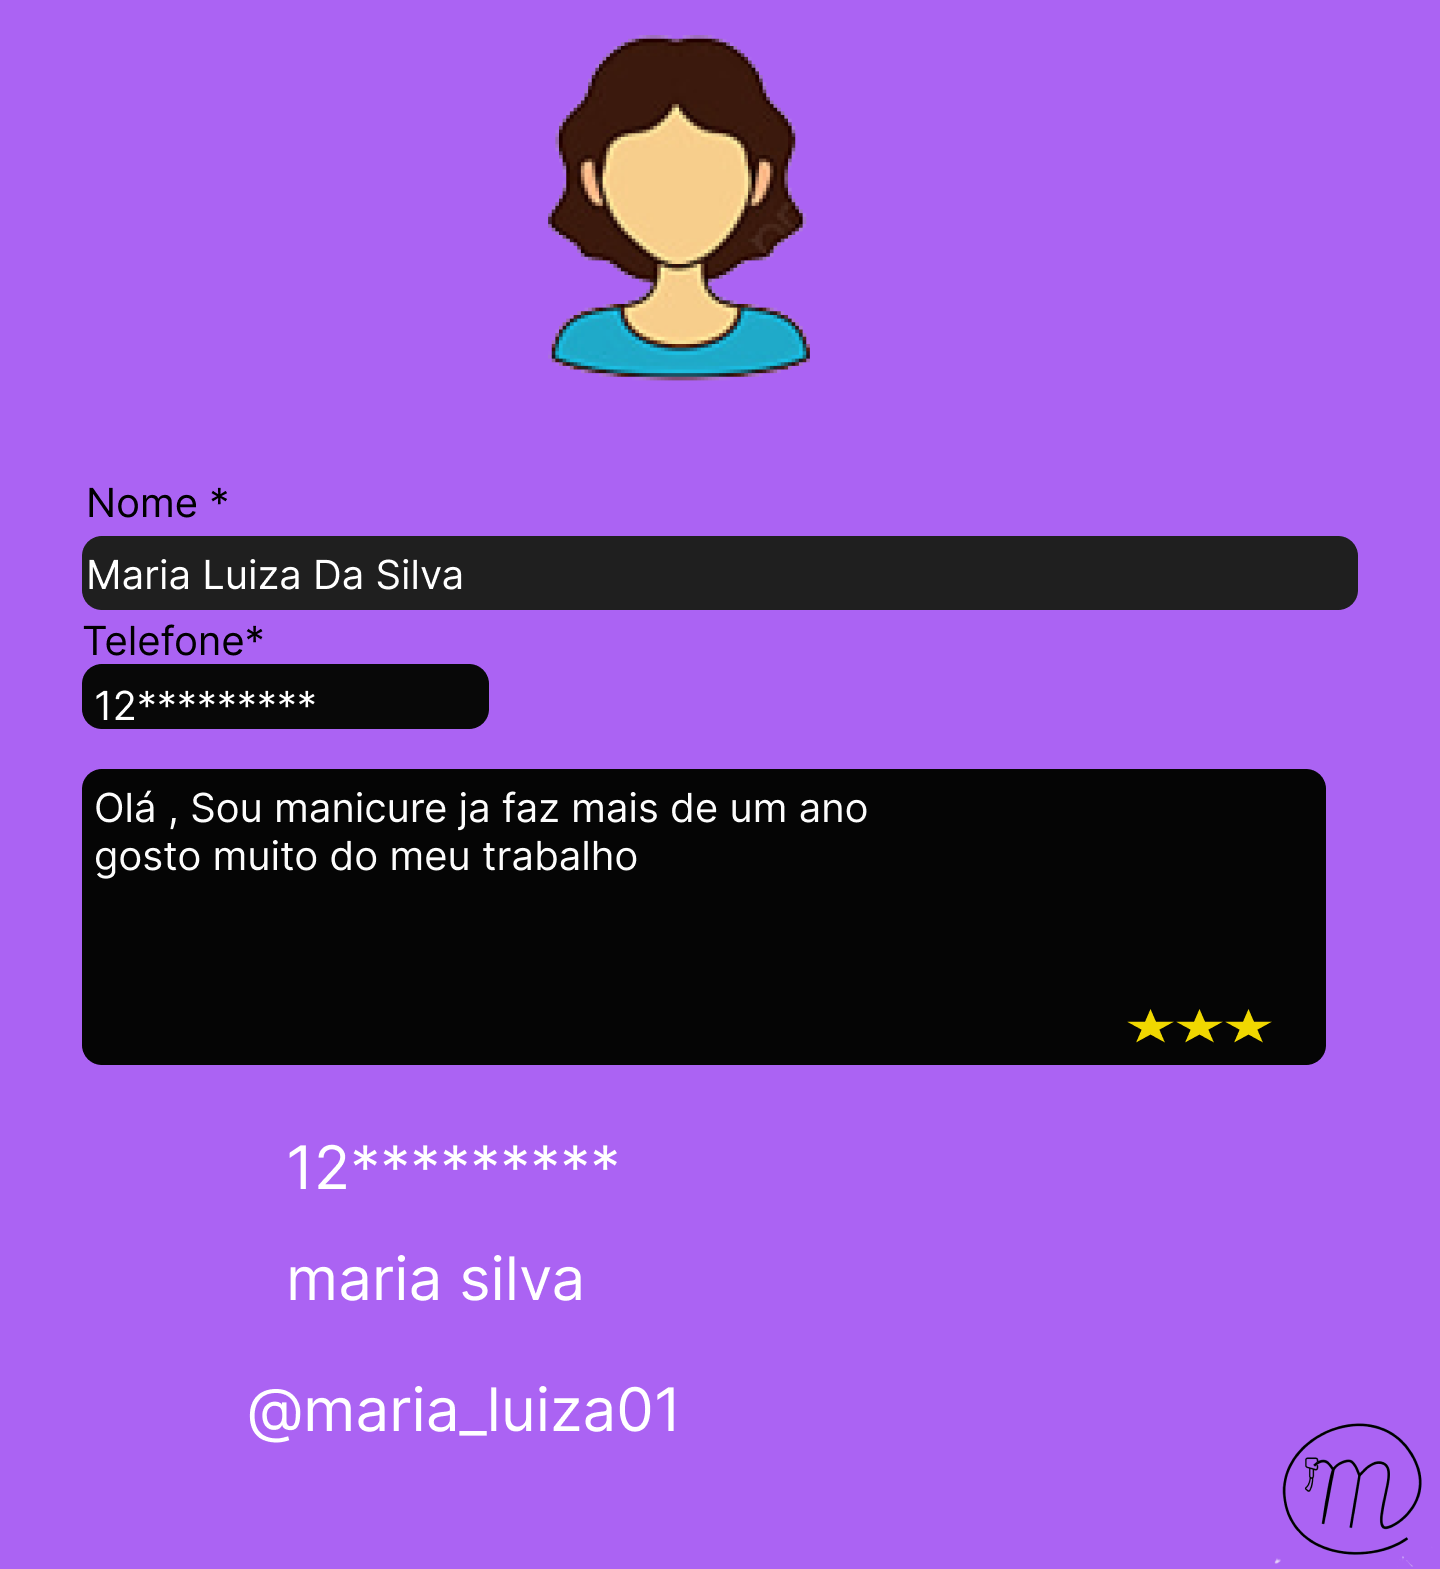 Nome *
Maria Luiza Da Silva
Telefone*
12*********
Olá , Sou manicure ja faz mais de um ano
gosto muito do meu trabalho
12*********
maria silva
@maria_luiza01
m